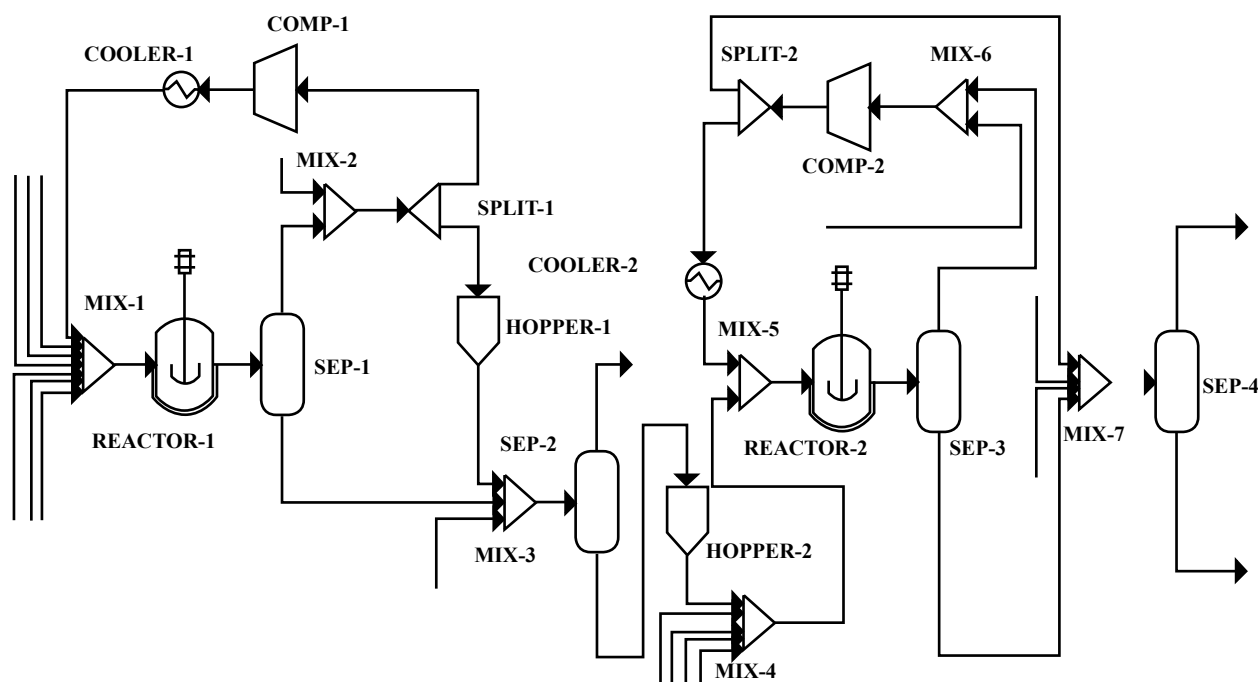 COMP-1
COOLER-1
SPLIT-2
MIX-6
MIX-2
COMP-2
SPLIT-1
COOLER-2
MIX-1
HOPPER-1
MIX-5
SEP-1
SEP-4
REACTOR-1
SEP-2
REACTOR-2
SEP-3
MIX-7
MIX-3
HOPPER-2
MIX-4